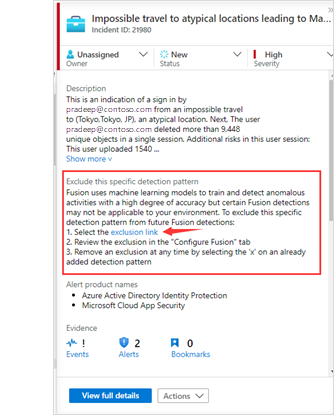 »
Impossible travel to atypical locations leading to Ma...
Incident ID: 21980
Unassigned
Owner
New
Status
High
Severity
Description
This is an indication of a sign in by
pradeep@contoso.com from an impossible travel
to (Tokyo,Tokyo, JP), an atypical location. Next, The user
pradeep@contoso.com deleted more than 9,448
unique objects in a single session. Additional risks in this user session:
This user uploaded 1540 ...
Show more
Exclude this specific detection pattern
Fusion uses machine learning models to train and detect anomalous
activities with a high degree of accuracy but certain Fusion detections
may not be applicable to your environment. To exclude this specific
detection pattern from future Fusion detections:
1. Select the exclusion link
2. Review the exclusion in the "Configure Fusion" tab
3. Remove an exclusion at any time by selecting the 'x' on an already
added detection pattern
Alert product names
• Azure Active Directory Identity Protection
• Microsoft Cloud App Security
Evidence
!
Events
2
Alerts
0
Bookmarks
View full details
Actions